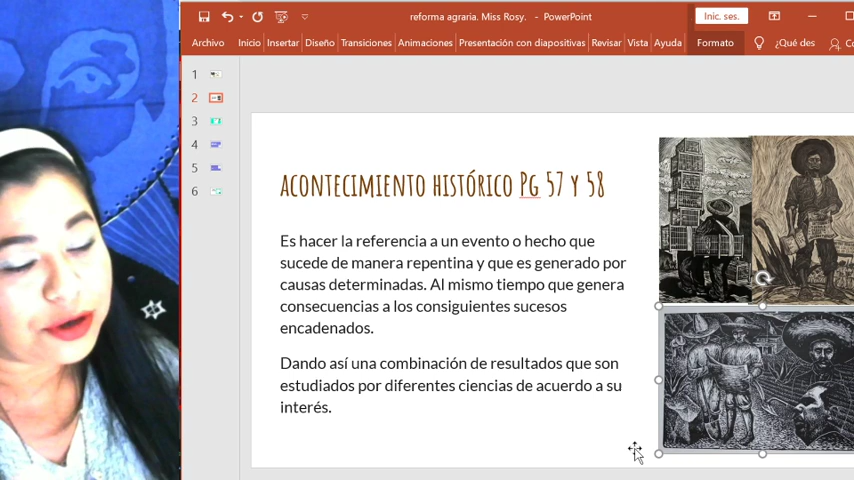 reforma agraria. Miss Rosy. - PowerPoint
Inic. ses.
Archivo Inicio Insertar Diseño Transiciones Animaciones Presentación con diapositivas Revisar Vista Ayuda Formato ¿Qué des Co
1
2
3
4
5
6
ACONTECIMIENTO HISTÓRICO Pg 57 Y 58
Es hacer la referencia a un evento o hecho que
sucede de manera repentina y que es generado por
causas determinadas. Al mismo tiempo que genera
consecuencias a los consiguientes sucesos
encadenados.
Dando así una combinación de resultados que son
estudiados por diferentes ciencias de acuerdo a su
interés.